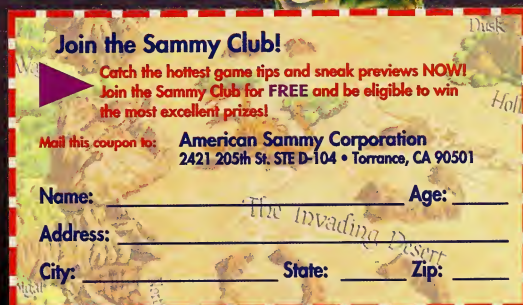 Dusk
Join the Sammy Club!
Catch the hottest game tips and sneak previews NOW!
Join the Sammy Club for FREE and be eligible to win
the most excellent prizes!
Mail this coupon to: American Sammy Corporation
2421 205th St. STE D-104 • Torrance, CA 90501
Name: Age:
The Invading Desert
Address:
City: State: Zip: